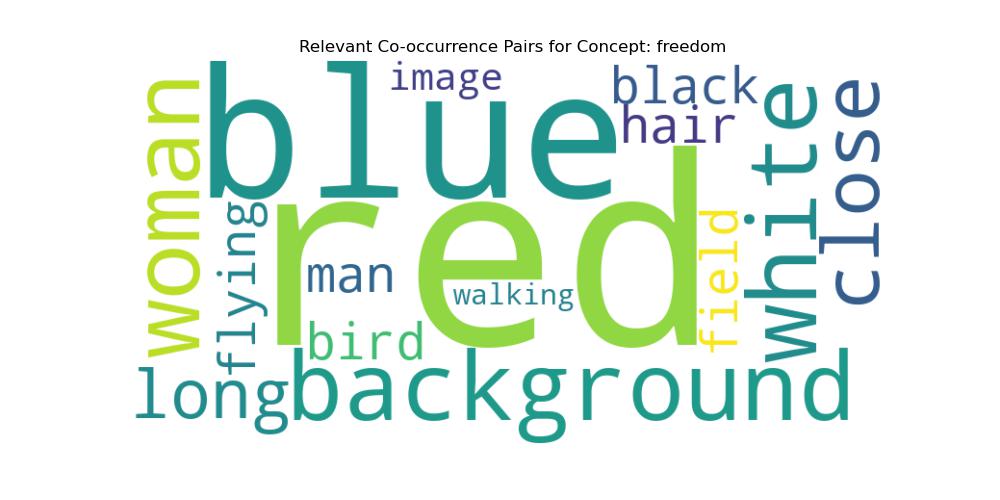 Relevant Co-occurrence Pairs for Concept: freedom
image
black
hair
blue
woman
white
close
flying
red
man
walking
field
bird
long
background